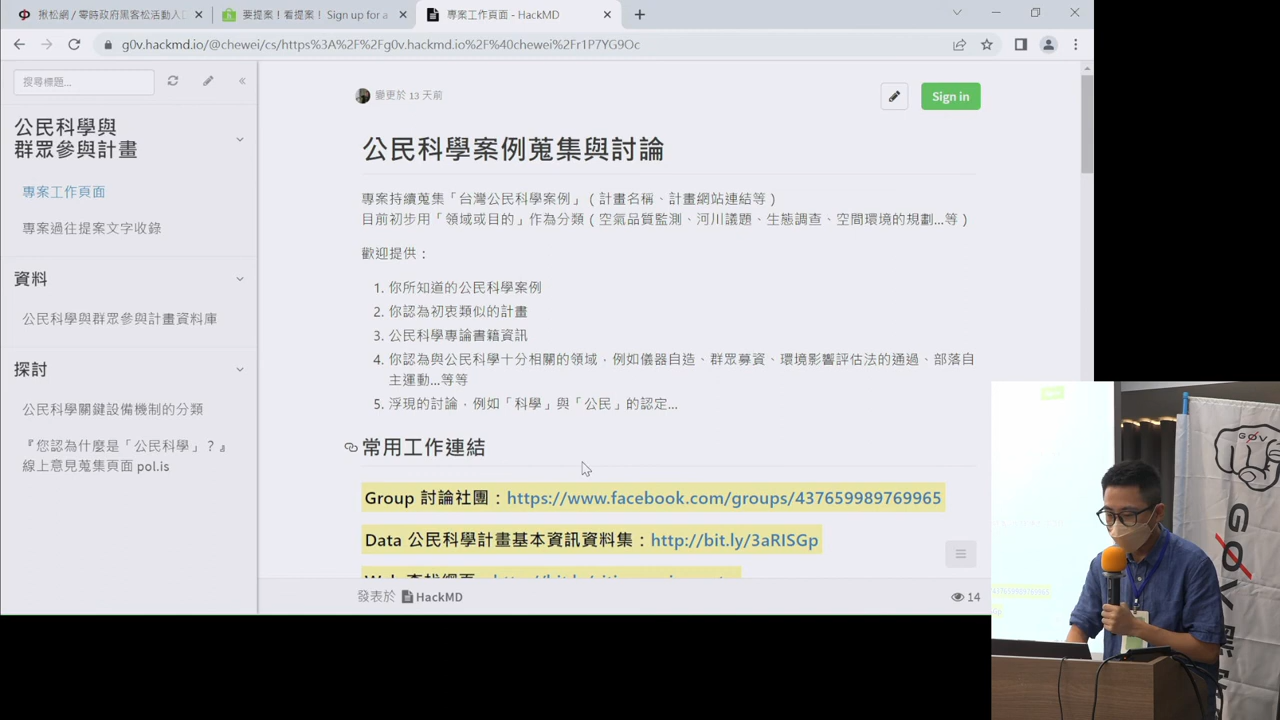 揪松網 / 零時政府黑客松活動人
要提案！看提案！ Sign up for a
專案工作頁面 - HackMD
g0v.hackmd.io/@chewei/cs/https%3A%2F%2Fg0v.hackmd.io%2F%40chewei%2Fr1P7YG9Oc
搜尋標題...
公民科學與
群眾參與計畫
專案工作頁面
專案過往提案文字收錄
資料
公民科學與群眾參與計畫資料庫
探討
公民科學關鍵設備機制的分類
『您認為什麼是「公民科學」？』
線上意見蒐集頁面 pol.is
變更於 13 天前
Sign in
公民科學案例蒐集與討論
專案持續蒐集「台灣公民科學案例」（計畫名稱、計畫網站連結等）
目前初步用「領域或目的」作為分類（空氣品質監測、河川議題、生態調查、空間環境的規劃...等）
歡迎提供：
1. 你所知道的公民科學案例
2. 你認為初衷類似的計畫
3. 公民科學專論書籍資訊
4. 你認為與公民科學十分相關的領域，例如儀器自造、群眾募資、環境影響評估法的通過、部落自
主運動...等等
5. 浮現的討論，例如「科學」與「公民」的認定...
常用工作連結
Group 討論社團：https://www.facebook.com/groups/437659989769965
Data 公民科學計畫基本資訊資料集：http://bit.ly/3aRISGp
發表於 HackMD
14
G0V
G0V